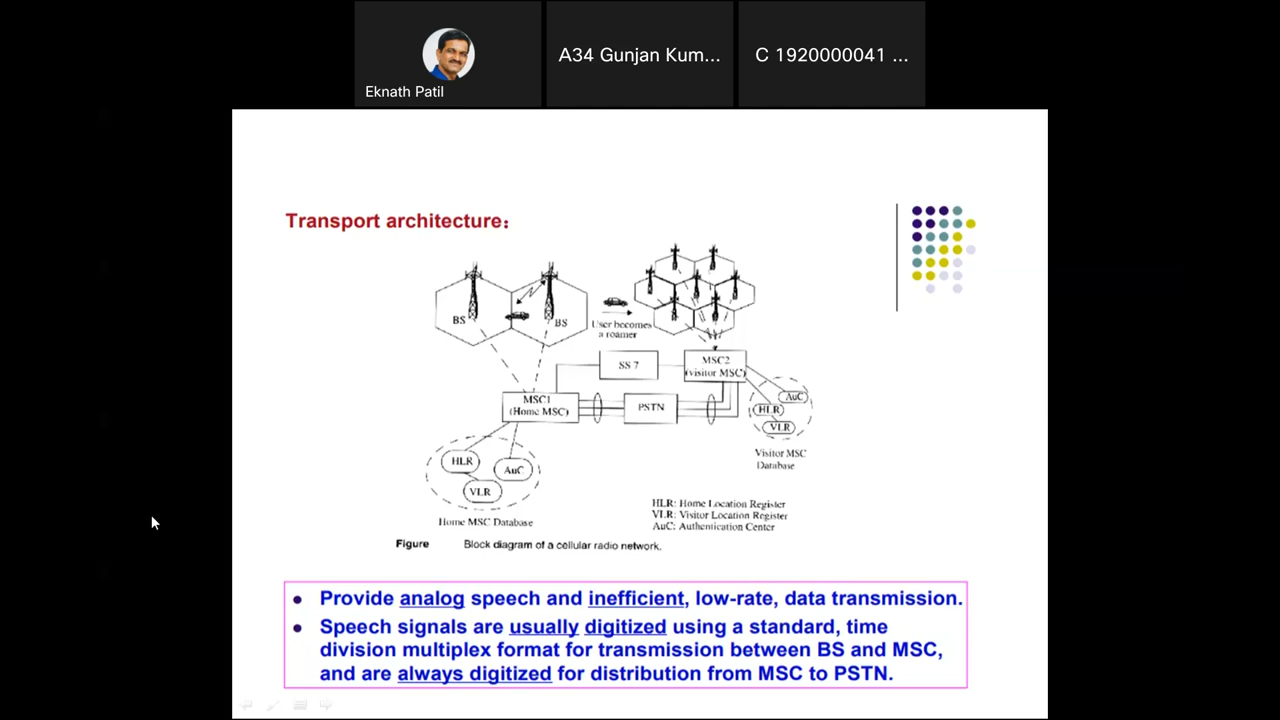 A34 Gunjan Kum...
C 1920000041 ...
Eknath Patil
Transport architecture:
BS
BS
User becomes
a roamer
SS 7
MSC2
(visitor MSC)
MSC1
(Home MSC)
PSTN
AuC
HLR
VLR
Visitor MSC
Database
HLR
AuC
VLR
Home MSC Database
HLR: Home Location Register
VLR: Visitor Location Register
AuC: Authentication Center
Figure Block diagram of a cellular radio network.
• Provide analog speech and inefficient, low-rate, data transmission.
• Speech signals are usually digitized using a standard, time
division multiplex format for transmission between BS and MSC,
and are always digitized for distribution from MSC to PSTN.